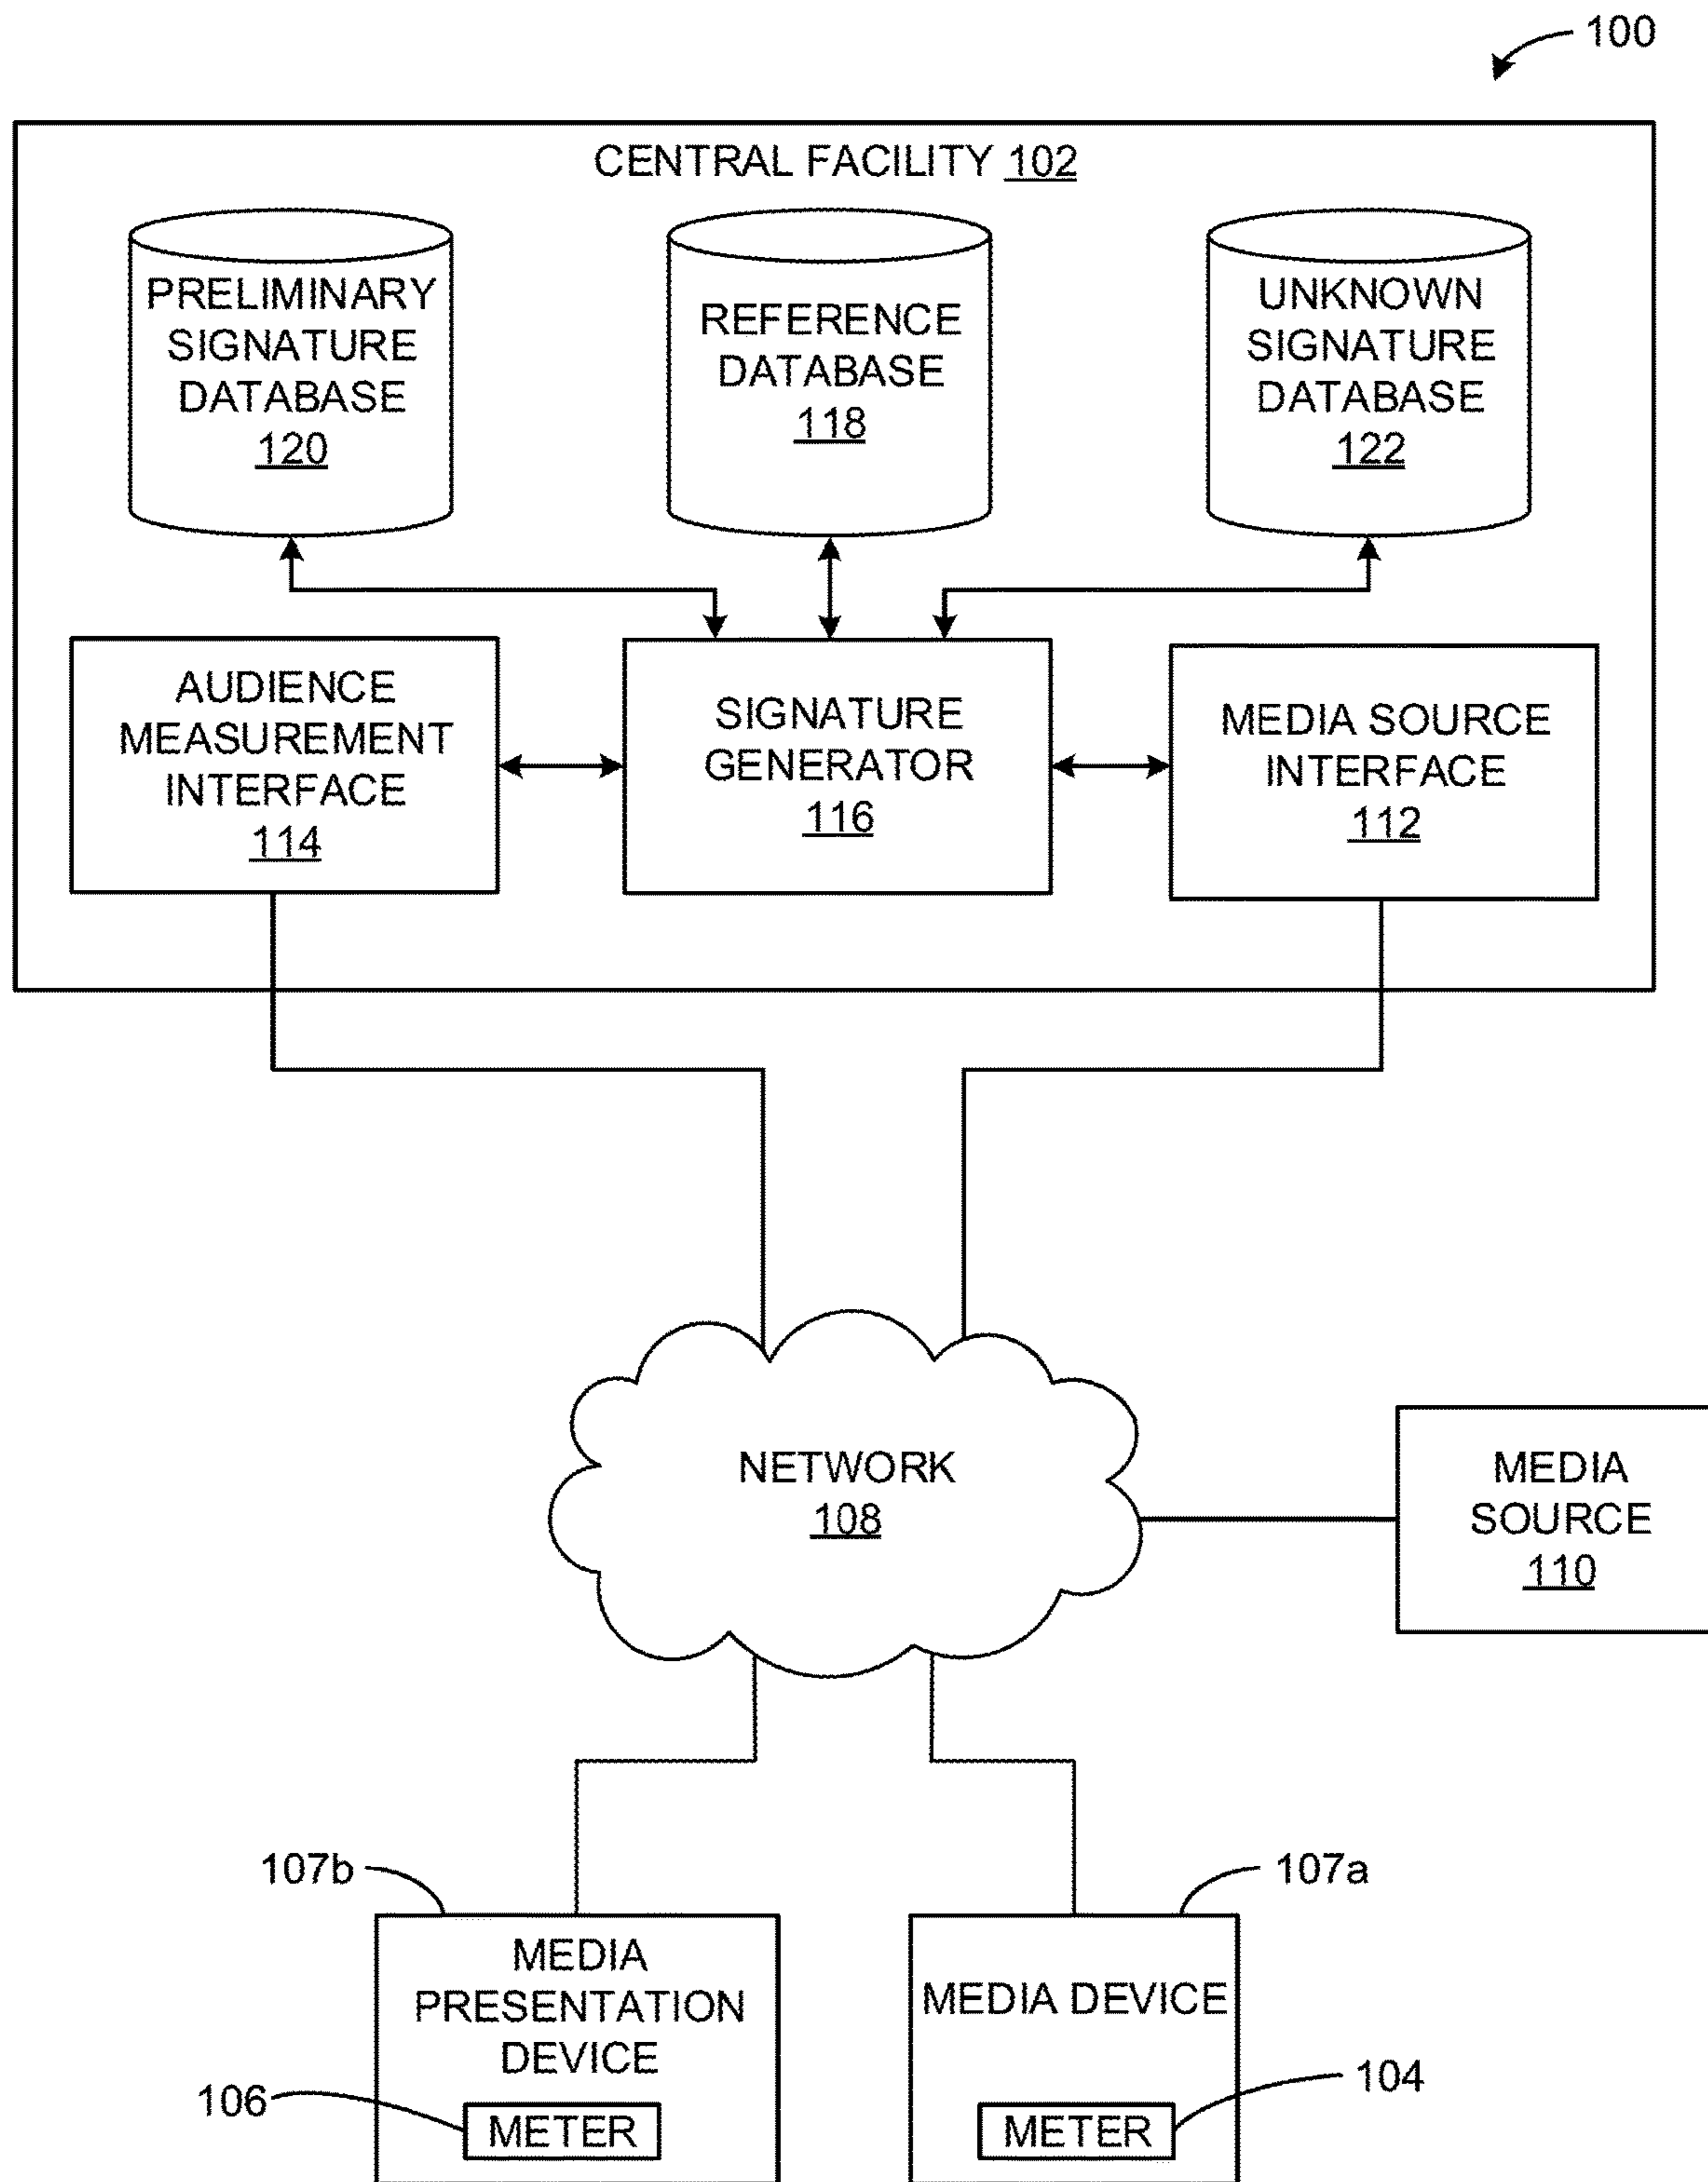 100
CENTRAL FACILITY 102
PRELIMINARY
SIGNATURE
DATABASE
120
REFERENCE
DATABASE
118
UNKNOWN
SIGNATURE
DATABASE
122
AUDIENCE
MEASUREMENT
INTERFACE
114
SIGNATURE
GENERATOR
116
MEDIA SOURCE
INTERFACE
112
NETWORK
108
MEDIA
SOURCE
110
107b
107a
MEDIA
PRESENTATION
DEVICE
MEDIA DEVICE
106
METER
METER
104